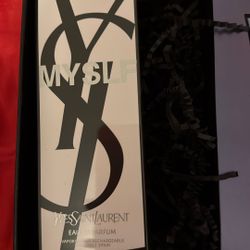 MYSLF
YVESSAINTLAURENT
EAU DE PARFUM